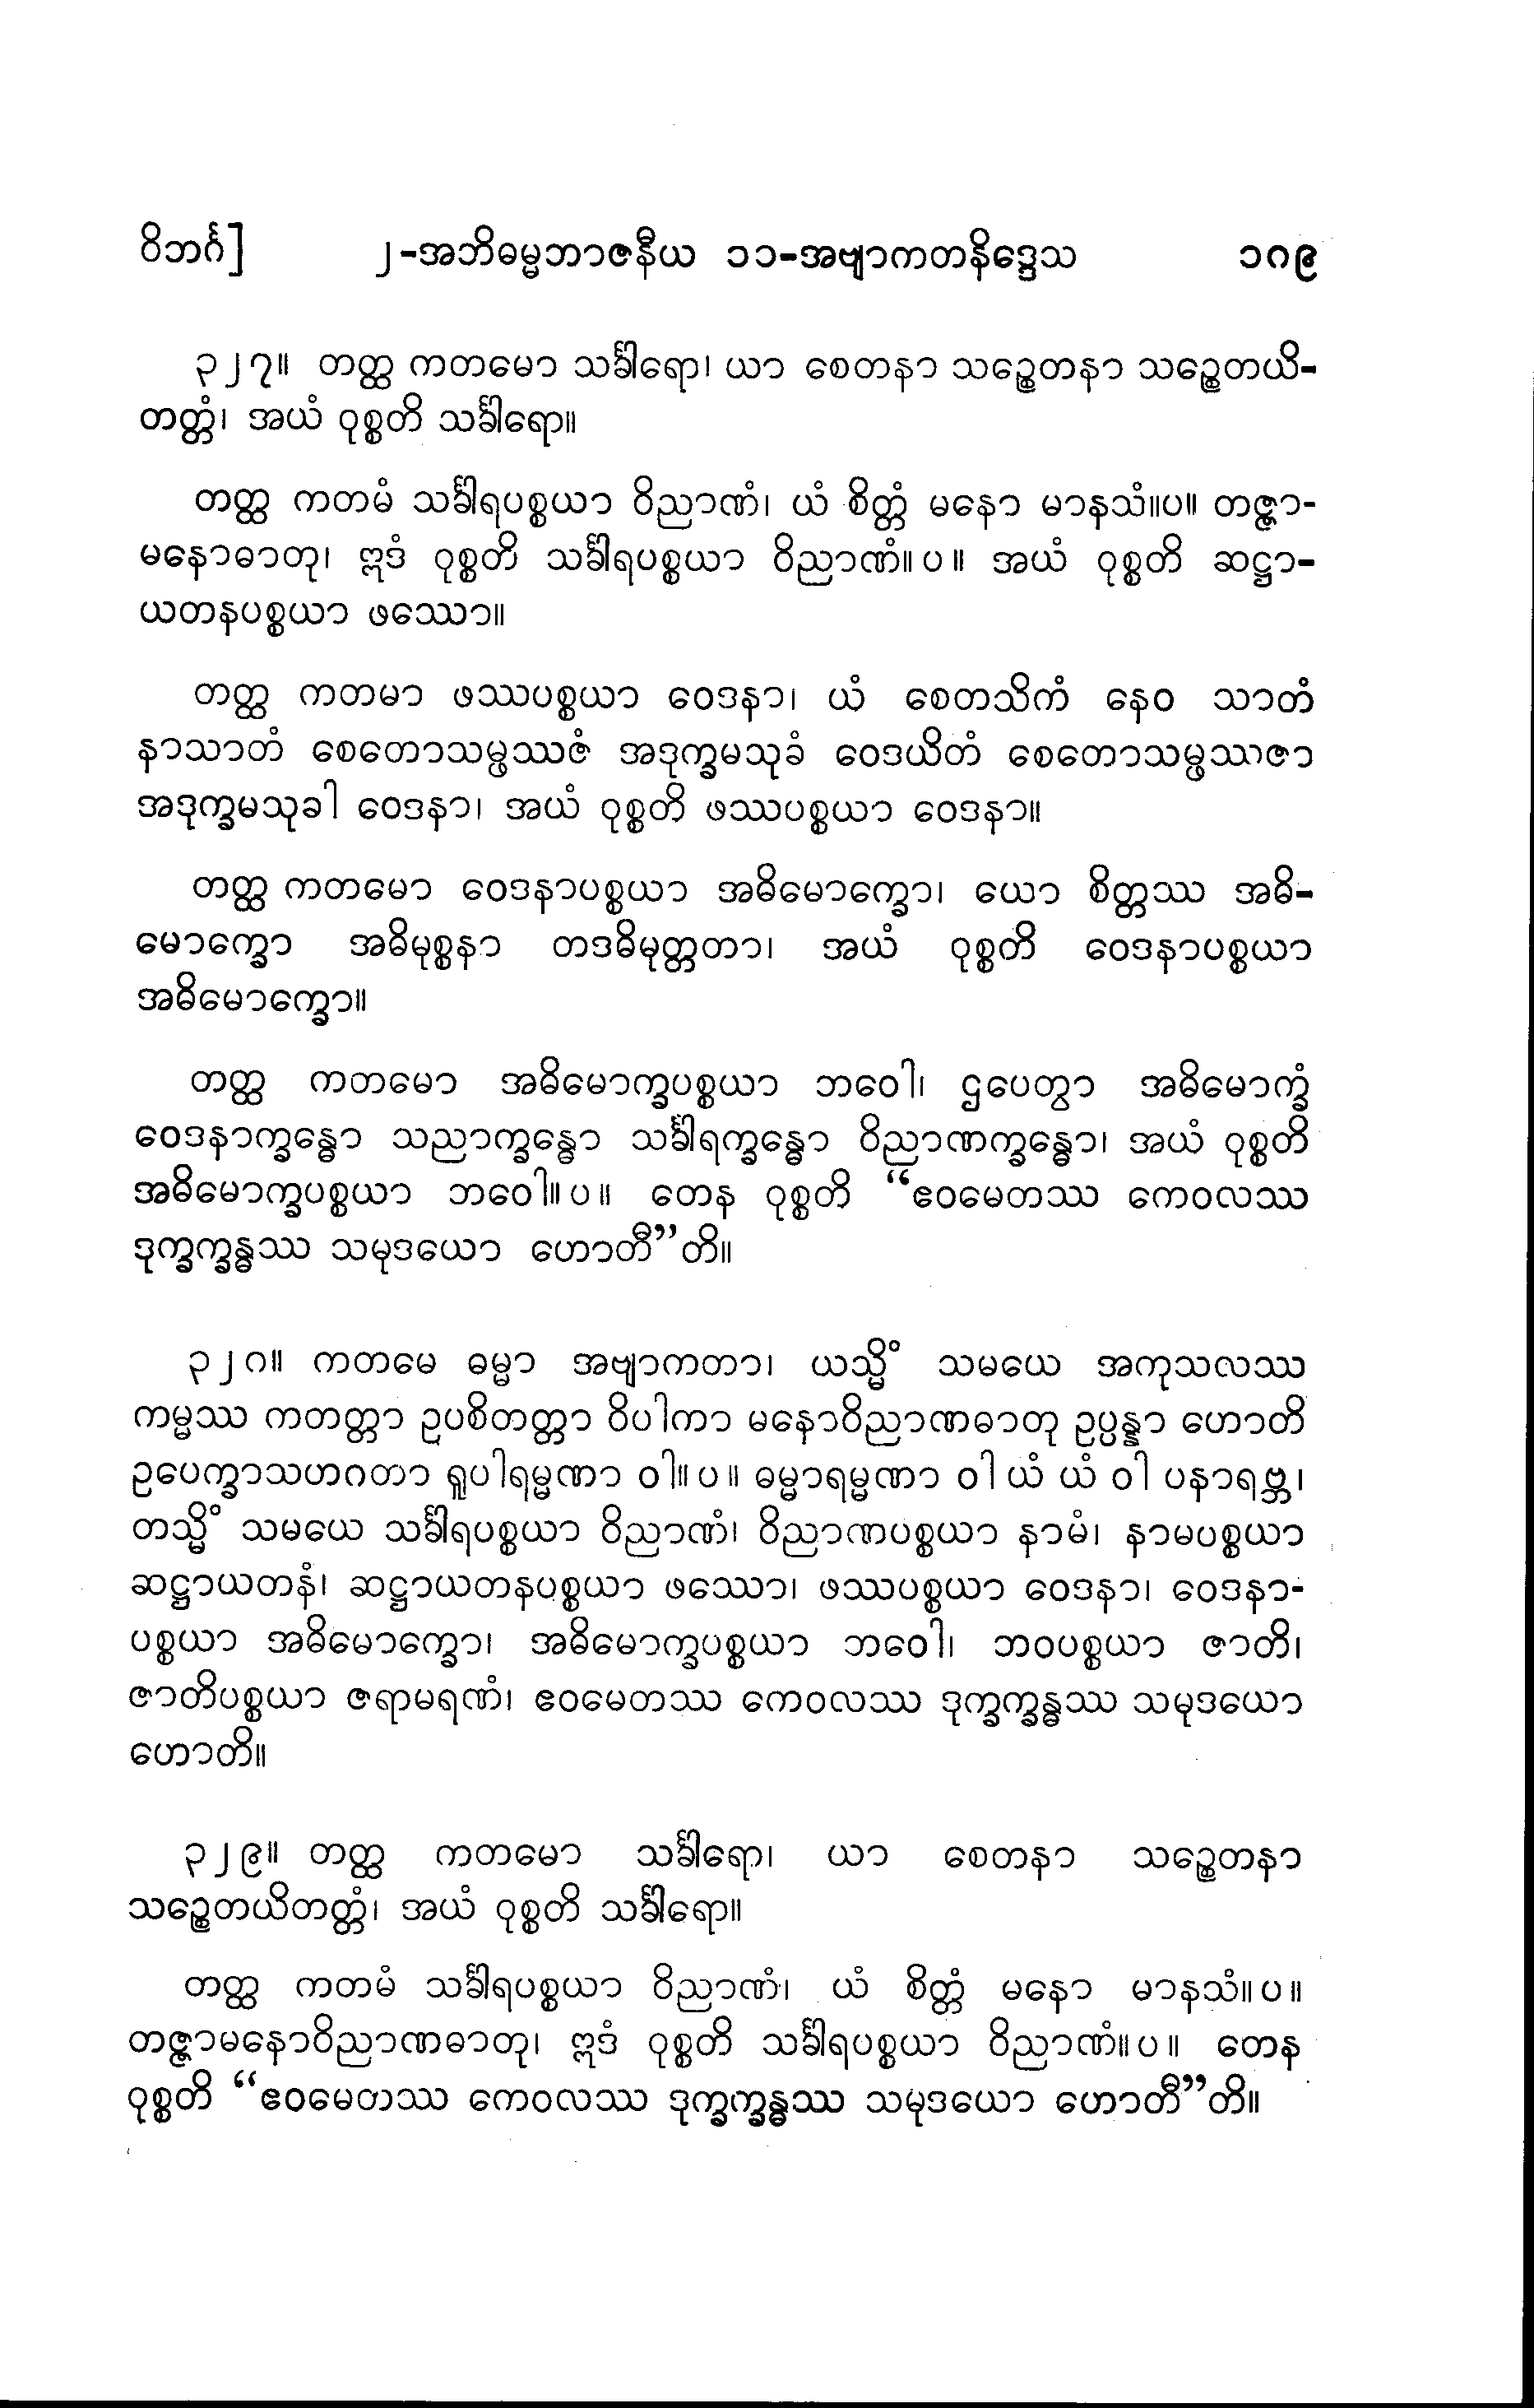 ဝိဘင်္ဂ] ၂-အဘိဓမ္မဘာဇနီယ ၁၁-အဗျာကတနိဒ္ဒေသ ၁၈၉
၃၂၇။ တတ္ထ ကတမော သင်္ခါရော၊ ယာ စေတနာ သဉ္စေတနာ သဉ္စေတယိ-
တတ္တံ၊ အယံ ဝုစ္စတိ သင်္ခါရော။
တတ္ထ ကတမံ သင်္ခါရပစ္စယာ ဝိညာဏံ၊ ယံ စိတ္တံ မနော မာနသံ။ပ။ တဇ္ဇာ-
မနောဓာတု၊ ဣဒံ ဝုစ္စတိ သင်္ခါရပစ္စယာ ဝိညာဏံ။ပ။ အယံ ဝုစ္စတိ ဆဋ္ဌာ-
ယတနပစ္စယာ ဖဿော။
တတ္ထ ကတမာ ဖဿပစ္စယာ ဝေဒနာ၊ ယံ စေတသိကံ နေဝ သာတံ
နာသာတံ စေတောသမ္ဖဿဇံ အဒုက္ခမသုခံ ဝေဒယိတံ စေတောသမ္ဖဿဇာ
အဒုက္ခမသုခါ ဝေဒနာ၊ အယံ ဝုစ္စတိ ဖဿပစ္စယာ ဝေဒနာ။
တတ္ထ ကတမော ဝေဒနာပစ္စယာ အဓိမောက္ခော၊ ယော စိတ္တဿ အဓိ-
မောက္ခော အဓိမုစ္စနာ တဒဓိမုတ္တတာ၊ အယံ ဝုစ္စတိ ဝေဒနာပစ္စယာ
အဓိမောက္ခော။
တတ္ထ ကတမော အဓိမောက္ခပစ္စယာ ဘဝေါ၊ ဌပေတွာ အဓိမောက္ခံ
ဝေဒနာက္ခန္ဓော သညာက္ခန္ဓော သင်္ခါရက္ခန္ဓော ဝိညာဏက္ခန္ဓော၊ အယံ ဝုစ္စတိ
အဓိမောက္ခပစ္စယာ ဘဝေါ။ပ။ တေန ဝုစ္စတိ “ဧဝမေတဿ ကေဝလဿ
ဒုက္ခက္ခန္ဓဿ သမုဒယော ဟောတီ”တိ။
၃၂၈။ ကတမေ ဓမ္မာ အဗျာကတာ၊ ယသ္မိံ သမယေ အကုသလဿ
ကမ္မဿ ကတတ္တာ ဥပစိတတ္တာ ဝိပါကာ မနောဝိညာဏဓာတု ဥပ္ပန္နာ ဟောတိ
ဥပေက္ခာသဟဂတာ ရူပါရမ္မဏာ ဝါ။ပ။ ဓမ္မာရမ္မဏာ ဝါ ယံ ယံ ဝါ ပနာရဗ္ဘ၊
တသ္မိံ သမယေ သင်္ခါရပစ္စယာ ဝိညာဏံ၊ ဝိညာဏပစ္စယာ နာမံ၊ နာမပစ္စယာ
ဆဋ္ဌာယတနံ၊ ဆဋ္ဌာယတနပစ္စယာ ဖဿော၊ ဖဿပစ္စယာ ဝေဒနာ၊ ဝေဒနာ-
ပစ္စယာ အဓိမောက္ခော၊ အဓိမောက္ခပစ္စယာ ဘဝေါ၊ ဘဝပစ္စယာ ဇာတိ၊
ဇာတိပစ္စယာ ဇရာမရဏံ၊ ဧဝမေတဿ ကေဝလဿ ဒုက္ခက္ခန္ဓဿ သမုဒယော
ဟောတိ။
၃၂၉။ တတ္ထ ကတမော သင်္ခါရော၊ ယာ စေတနာ သဉ္စေတနာ
သဉ္စေတယိတတ္တံ၊ အယံ ဝုစ္စတိ သင်္ခါရော။
တတ္ထ ကတမံ သင်္ခါရပစ္စယာ ဝိညာဏံ၊ ယံ စိတ္တံ မနော မာနသံ။ပ။
တဇ္ဇာမနောဝိညာဏဓာတု၊ ဣဒံ ဝုစ္စတိ သင်္ခါရပစ္စယာ ဝိညာဏံ။ပ။ တေန
ဝုစ္စတိ “ဧဝမေတဿ ကေဝလဿ ဒုက္ခက္ခန္ဓဿ သမုဒယော ဟောတီ”တိ။